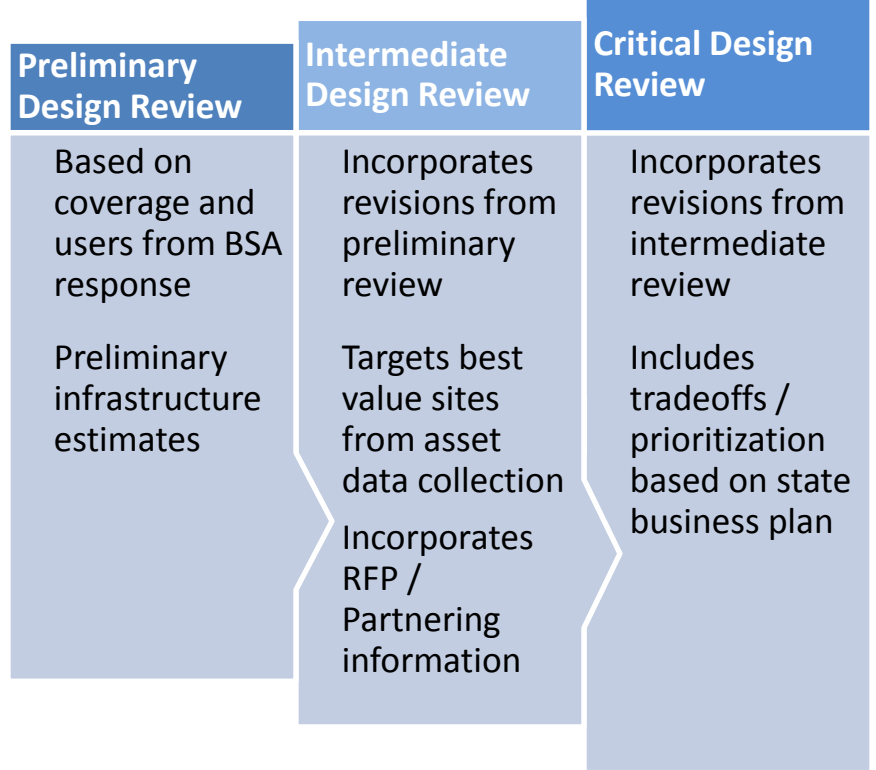 Preliminary
Design Review
Based on
coverage and
users from BSA
response
Preliminary
infrastructure
estimates
Intermediate
Design Review
Incorporates
revisions from
preliminary
review
Targets best
value sites
from asset
data collection
Incorporates
RFP /
Partnering
information
Critical Design
Review
Incorporates
revisions from
intermediate
review
Includes
tradeoffs /
prioritization
based on state
business plan